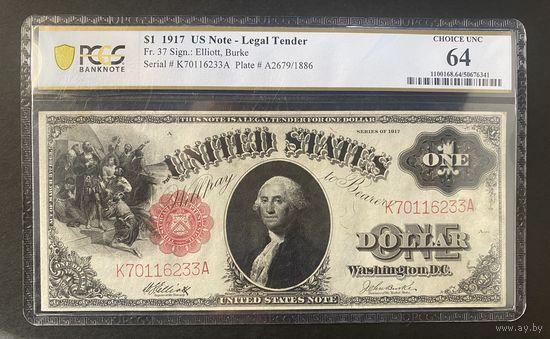 PCGS
BANKNOTE
$1 1917 US Note - Legal Tender
Fr. 37 Sign.: Elliott, Burke
Serial # K70116233A Plate # A2679/1886
CHOICE UNC
64
1100168.64/50676341
THIS NOTE IS A LEGAL TENDER FOR ONE DOLLAR
SERIES OF 1917
UNITED STATES
Will pay to Bearer
ONE
K70116233A
ONE
DOLLAR
K70116233A
Washington, D.C.
UNITED STATES NOTE
www.ay.by